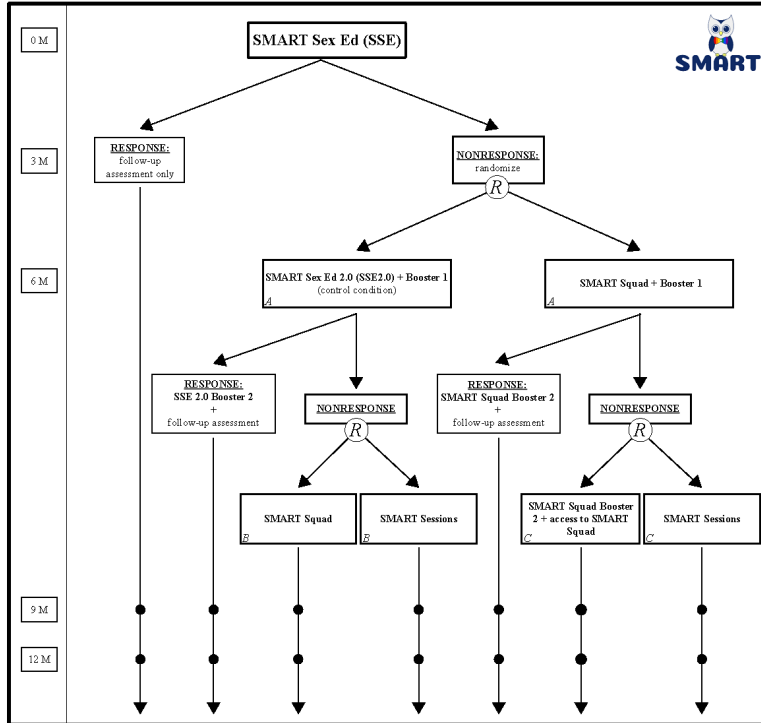 0 M
SMART Sex Ed (SSE)
SMART
3 M
RESPONSE:
follow-up
assessment only
NONRESPONSE:
randomize
R
6 M
SMART Sex Ed 2.0 (SSE2.0) + Booster 1
(control condition)
A
SMART Squad + Booster 1
A
RESPONSE:
SSE 2.0 Booster 2
+
follow-up assessment
NONRESPONSE
R
RESPONSE:
SMART Squad Booster 2
+
follow-up assessment
NONRESPONSE
R
SMART Squad
B
SMART Sessions
B
SMART Squad Booster
2 + access to SMART
Squad
C
SMART Sessions
C
9 M
12 M